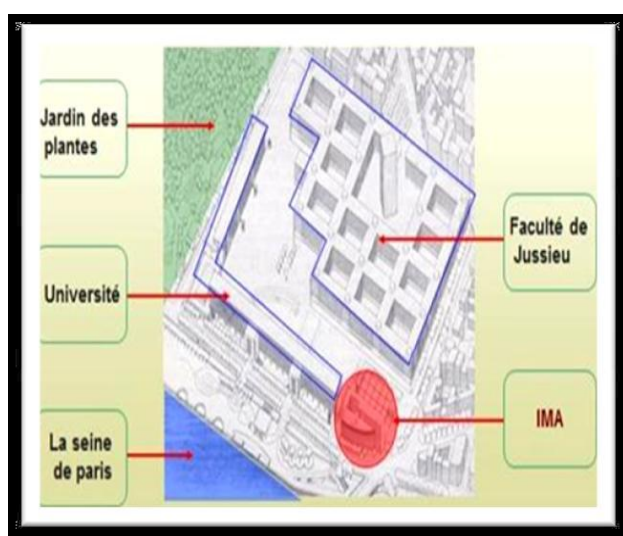 Jardin des
plantes
Université
La seine
de paris
Faculté de
Jussieu
IMA